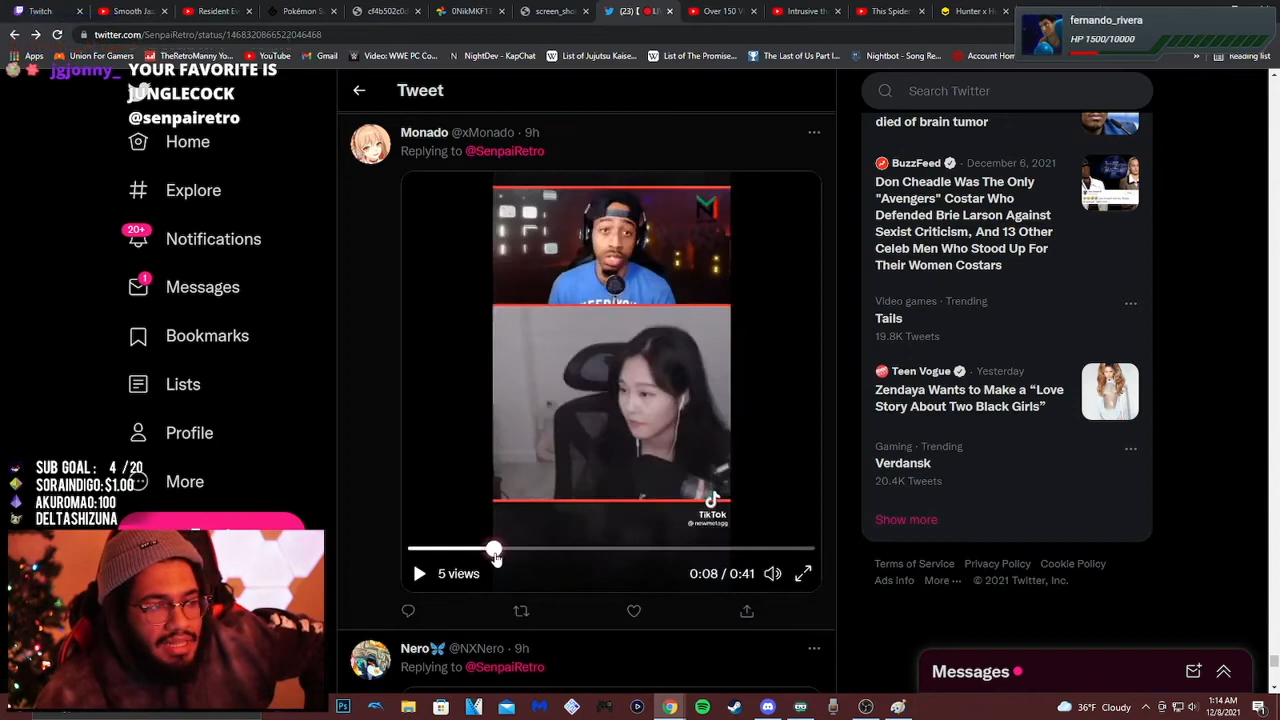 Twitch
Smooth Jazz
Resident Ev
Pokémon S
cf4b502c0
0NikMKF1T
screen_sho
(23)
LI
Over 150 V
Intrusive th
This Spider
Hunter x H
twitter.com/SenpaiRetro/status/1468320866522046468
fernando_rivera
HP 1500/10000
Apps
Union For Gamers
TheRetroManny Yo
YouTube
Gmail
Video: WWE PC Co
NightDev - KapChat
List of Jujutsu Kaise
List of The Promise
The Last of Us Part I
Nightbot - Song Re
Account Hom
»
Reading list
jgjonny_ YOUR FAVORITE IS
JUNGLECOCK
@senpairetro
Home
Explore
20+
Notifications
1
Messages
Bookmarks
Lists
Profile
More
SUB GOAL : 4 /20
SORAINDIGO:$1.00
AKUROMAO:100
DELTASHIZUNA
Tweet
Monado @xMonado · 9h
Replying to @SenpaiRetro
TikTok
@newmetagg
5 views
0:08 / 0:41
Nero @NXNero · 9h
Replying to @SenpaiRetro
Search Twitter
died of brain tumor
BuzzFeed · December 6, 2021
Don Cheadle Was The Only
"Avengers" Costar Who
Defended Brie Larson Against
Sexist Criticism, And 13 Other
Celeb Men Who Stood Up For
Their Women Costars
Video games · Trending
Tails
19.8K Tweets
Teen Vogue · Yesterday
Zendaya Wants to Make a “Love
Story About Two Black Girls”
Gaming · Trending
Verdansk
20.4K Tweets
Show more
Terms of Service Privacy Policy Cookie Policy
Ads info More ··· © 2021 Twitter, Inc.
Messages
36°F Cloudy
1:14 AM
12/8/2021